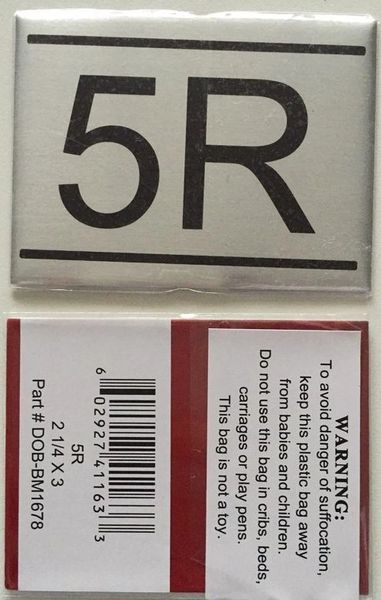 5R
WARNING:
To avoid danger of suffocation,
keep this plastic bag away
from babies and children.
Do not use this bag in cribs, beds,
carriages or play pens.
This bag is not a toy.
6 02927 41163 3
5R
2 1/4 X 3
Part # DOB-BM1678